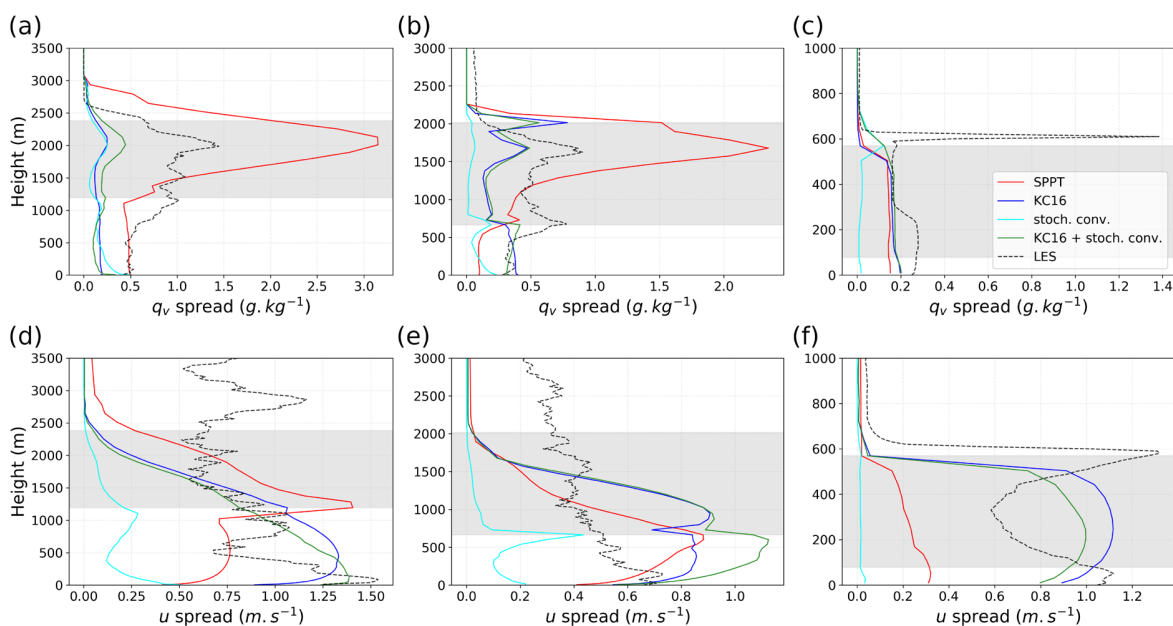 (a)
3500
3000
2500
2000
1500
1000
500
0
Height (m)
0.0 0.5 1.0 1.5 2.0 2.5 3.0
q_v spread (g.kg⁻¹)
(b)
3000
2500
2000
1500
1000
500
0
0.0 0.5 1.0 1.5 2.0
q_v spread (g.kg⁻¹)
(c)
1000
800
600
400
200
0
SPPT
KC16
stoch. conv.
KC16 + stoch. conv.
LES
0.0 0.2 0.4 0.6 0.8 1.0 1.2 1.4
q_v spread (g.kg⁻¹)
(d)
3500
3000
2500
2000
1500
1000
500
0
Height (m)
0.00 0.25 0.50 0.75 1.00 1.25 1.50
u spread (m.s⁻¹)
(e)
3000
2500
2000
1500
1000
500
0
0.0 0.2 0.4 0.6 0.8 1.0
u spread (m.s⁻¹)
(f)
1000
800
600
400
200
0
0.0 0.2 0.4 0.6 0.8 1.0 1.2
u spread (m.s⁻¹)